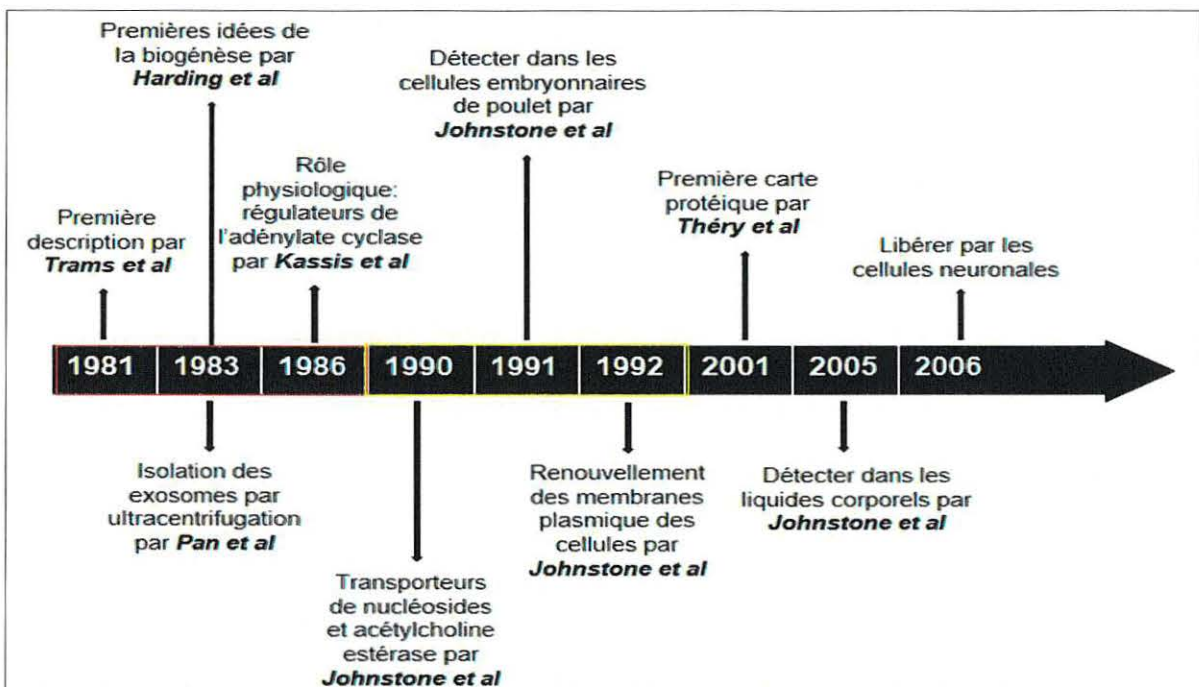 Premières idées de
la biogénèse par
Harding et al
Détecter dans les
cellules embryonnaires
de poulet par
Johnstone et al
Rôle
physiologique:
régulateurs de
l'adénylate cyclase
par Kassis et al
Première carte
protéique par
Théry et al
Première
description par
Trams et al
Libérer par les
cellules neuronales
1981 1983 1986 1990 1991 1992 2001 2005 2006
Isolation des
exosomes par
ultracentrifugation
par Pan et al
Renouvellement
des membranes
plasmique des
cellules par
Johnstone et al
Détecter dans les
liquides corporels par
Johnstone et al
Transporteurs
de nucléosides
et acétylcholine
estérase par
Johnstone et al